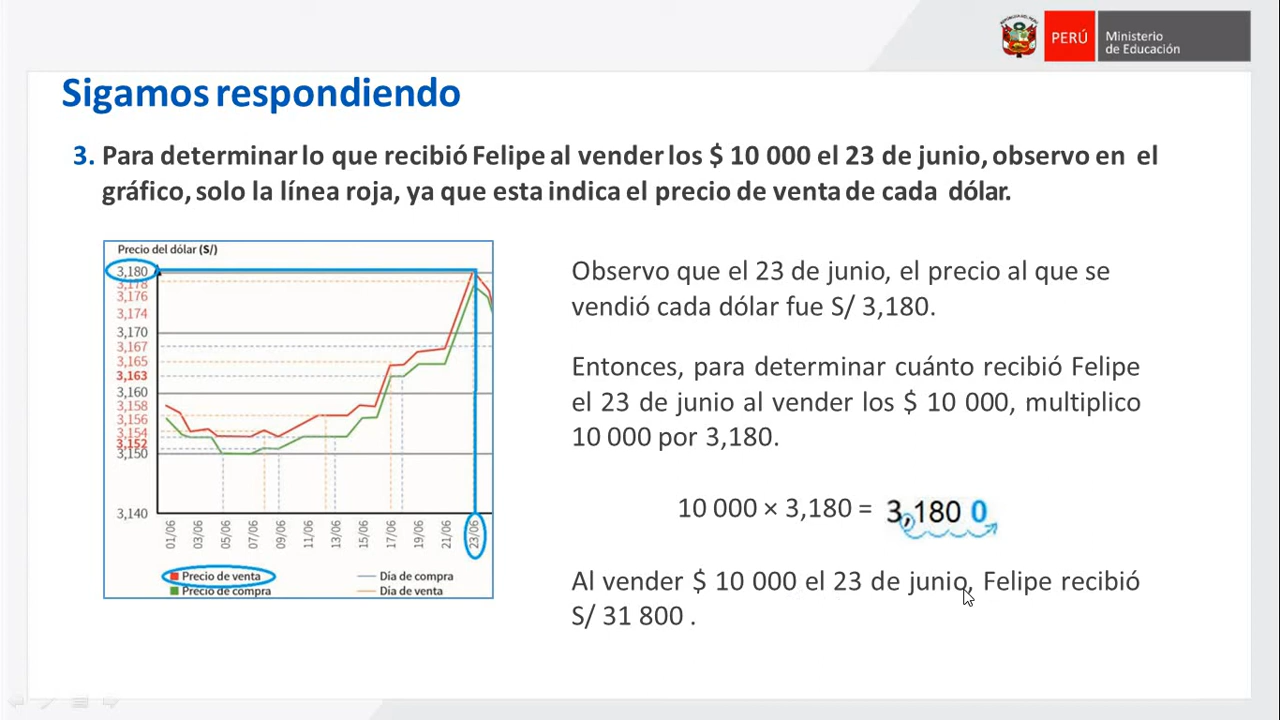 PERÚ
Ministerio
de Educación
Sigamos respondiendo
3. Para determinar lo que recibió Felipe al vender los $ 10 000 el 23 de junio, observo en el
gráfico, solo la línea roja, ya que esta indica el precio de venta de cada dólar.
Precio del dólar (S/)
3,180
3,178
3,176
3,174
3,170
3,167
3,165
3,163
3,160
3,158
3,156
3,154
3,152
3,150
3,140
01/06 03/06 05/06 07/06 09/06 11/06 13/06 15/06 17/06 19/06 21/06 23/06
Precio de venta Día de compra
Precio de compra Día de venta
Observo que el 23 de junio, el precio al que se
vendió cada dólar fue S/ 3,180.
Entonces, para determinar cuánto recibió Felipe
el 23 de junio al vender los $ 10 000, multiplico
10 000 por 3,180.
10 000 × 3,180 = 3,180 0
Al vender $ 10 000 el 23 de junio, Felipe recibió
S/ 31 800 .